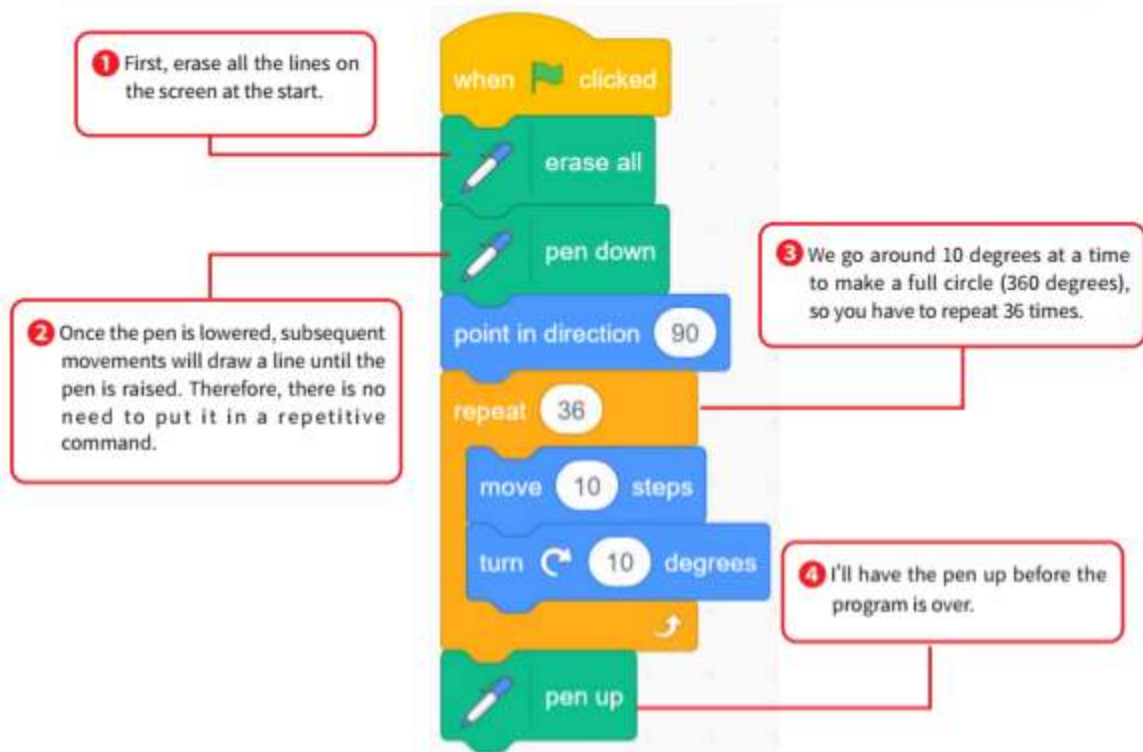 1 First, erase all the lines on
the screen at the start.
when clicked
erase all
pen down
3 We go around 10 degrees at a time
to make a full circle (360 degrees),
so you have to repeat 36 times.
2 Once the pen is lowered, subsequent
movements will draw a line until the
pen is raised. Therefore, there is no
need to put it in a repetitive
command.
point in direction 90
repeat 36
move 10 steps
turn 10 degrees
4 I'll have the pen up before the
program is over.
pen up